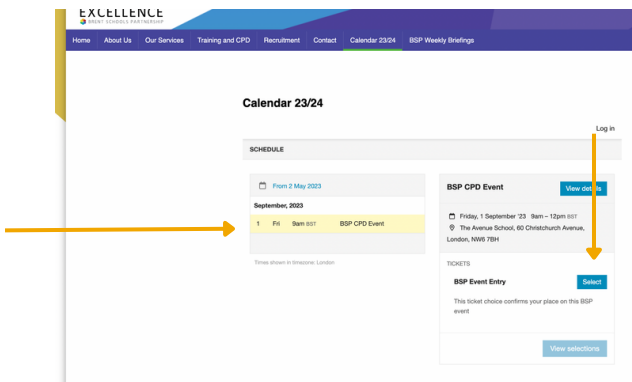 EXCELLENCE
BRENT SCHOOLS PARTNERSHIP
Home About Us Our Services Training and CPD Recruitment Contact Calendar 23/24 BSP Weekly Briefings
Calendar 23/24
Log in
SCHEDULE
From 2 May 2023
September, 2023
1 Fri 9am BST BSP CPD Event
Times shown in timezone: London
BSP CPD Event
View details
Friday, 1 September '23 9am – 12pm BST
The Avenue School, 60 Christchurch Avenue,
London, NW6 7BH
TICKETS
BSP Event Entry
Select
This ticket choice confirms your place on this BSP
event
View selections